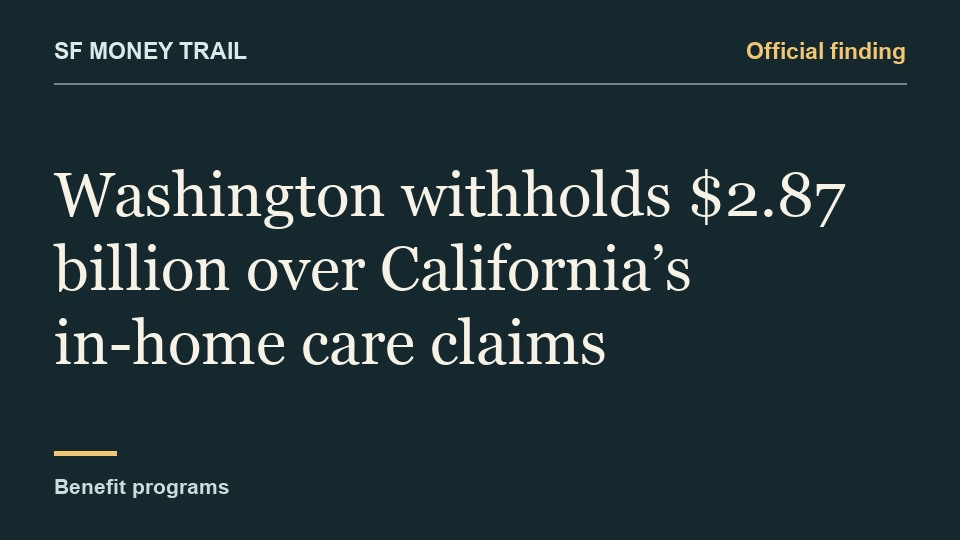 SF MONEY TRAIL
Official finding
Washington withholds $2.87
billion over California’s
in-home care claims
Benefit programs